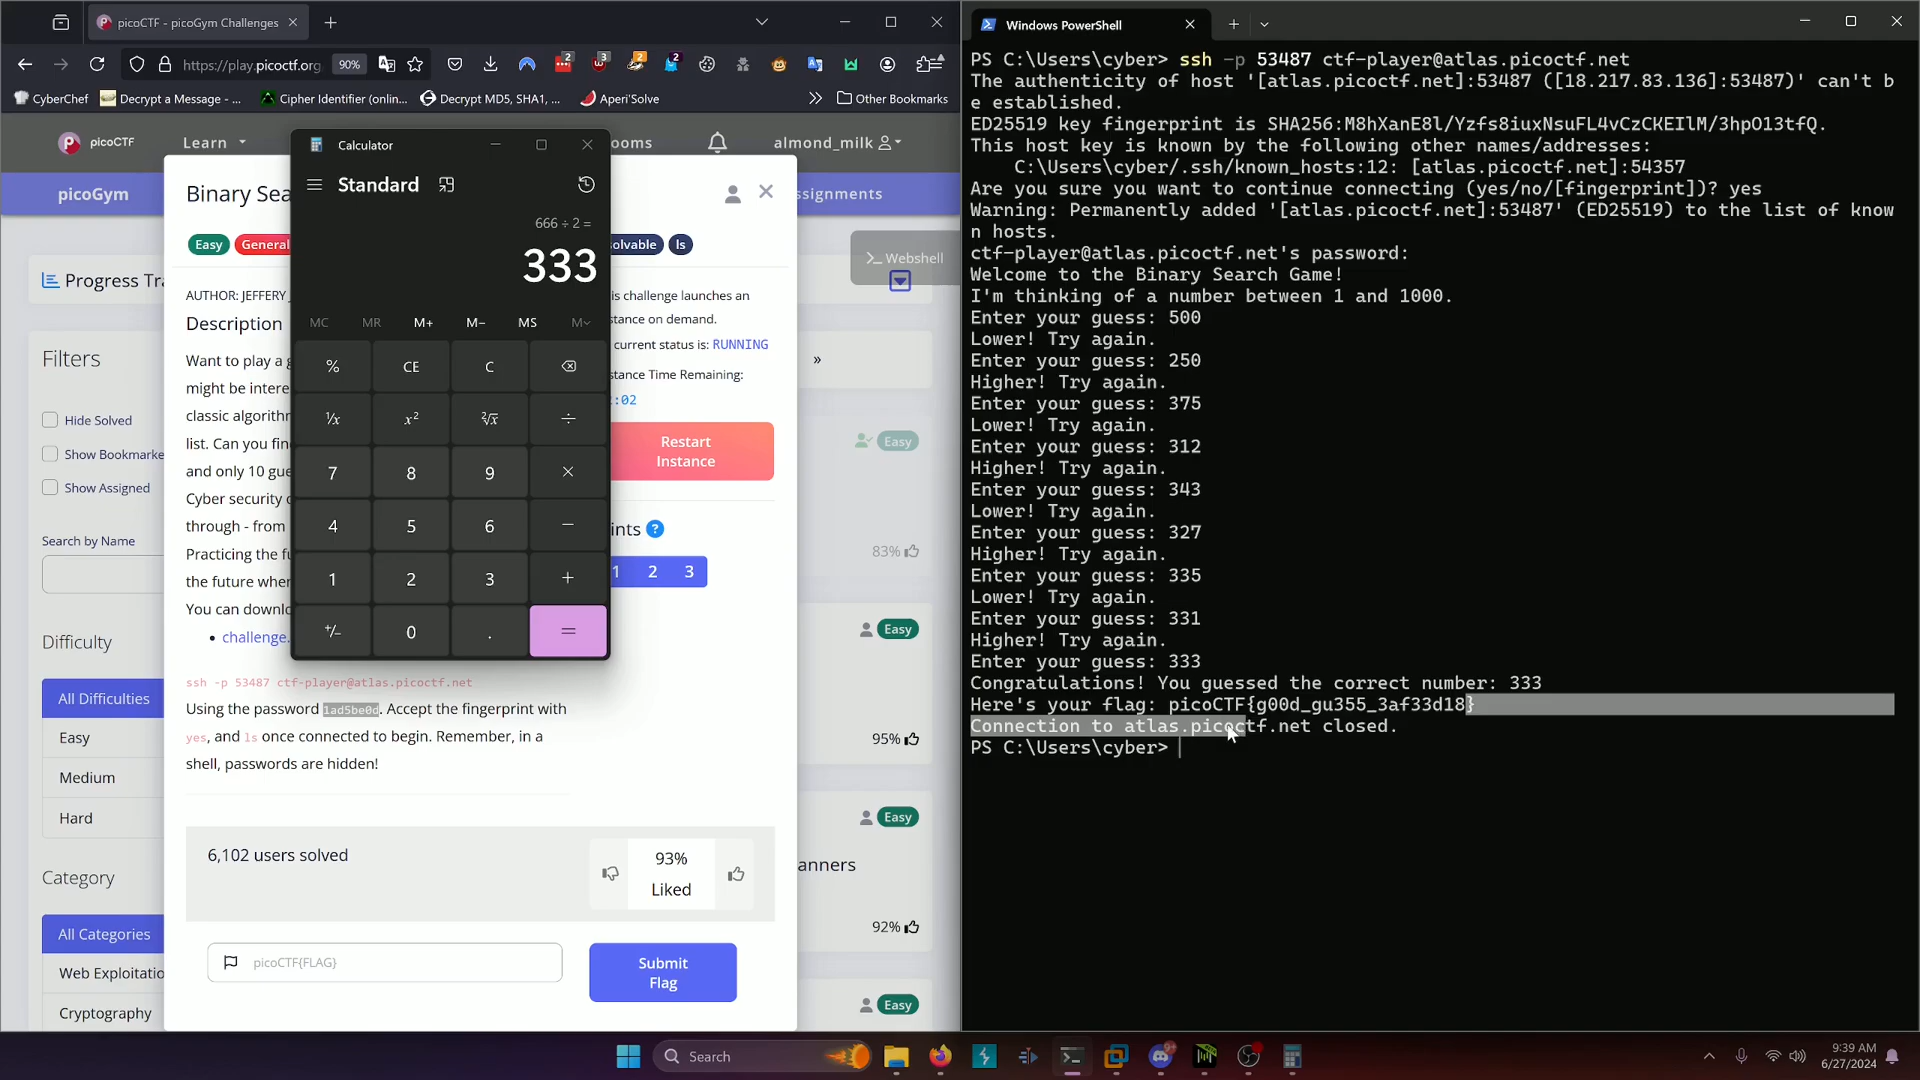 picoCTF - picoGym Challenges
https://play.picoctf.org
90%
2
3
2
2
CyberChef
Decrypt a Message - ...
Cipher Identifier (onlin...
Decrypt MD5, SHA1, ...
Aperi'Solve
Other Bookmarks
picoCTF
Learn
ooms
almond_milk
picoGym
ssignments
Progress Tra
Webshell
Filters
Hide Solved
Show Bookmarke
Show Assigned
Search by Name
Difficulty
All Difficulties
Easy
Medium
Hard
Category
All Categories
Web Exploitatio
Cryptography
Binary Sea
Easy
General
olvable
ls
AUTHOR: JEFFERY
Description
Want to play a g
might be intere
classic algorithm
list. Can you fin
and only 10 gue
Cyber security c
through - from
Practicing the fu
the future wher
You can downlo
challenge.
ssh -p 53487 ctf-player@atlas.picoctf.net
Using the password 1ad5be0d. Accept the fingerprint with
yes, and ls once connected to begin. Remember, in a
shell, passwords are hidden!
is challenge launches an
stance on demand.
current status is: RUNNING
stance Time Remaining:
:02
Restart
Instance
ints ?
1 2 3
6,102 users solved
93%
Liked
picoCTF{FLAG}
Submit
Flag
»
Easy
83%
Easy
95%
Easy
anners
92%
Easy
Calculator
Standard
666 ÷ 2 =
333
MC MR M+ M− MS M
% CE C
¹/x x² ²√x ÷
7 8 9 ×
4 5 6 −
1 2 3 +
+/− 0 . =
Windows PowerShell
PS C:\Users\cyber> ssh -p 53487 ctf-player@atlas.picoctf.net
The authenticity of host '[atlas.picoctf.net]:53487 ([18.217.83.136]:53487)' can't b
e established.
ED25519 key fingerprint is SHA256:M8hXanE8l/Yzfs8iuxNsuFL4vCzCKEIlM/3hpO13tfQ.
This host key is known by the following other names/addresses:
C:\Users\cyber/.ssh/known_hosts:12: [atlas.picoctf.net]:54357
Are you sure you want to continue connecting (yes/no/[fingerprint])? yes
Warning: Permanently added '[atlas.picoctf.net]:53487' (ED25519) to the list of know
n hosts.
ctf-player@atlas.picoctf.net's password:
Welcome to the Binary Search Game!
I'm thinking of a number between 1 and 1000.
Enter your guess: 500
Lower! Try again.
Enter your guess: 250
Higher! Try again.
Enter your guess: 375
Lower! Try again.
Enter your guess: 312
Higher! Try again.
Enter your guess: 343
Lower! Try again.
Enter your guess: 327
Higher! Try again.
Enter your guess: 335
Lower! Try again.
Enter your guess: 331
Higher! Try again.
Enter your guess: 333
Congratulations! You guessed the correct number: 333
Here's your flag: picoCTF{g00d_gu355_3af33d18}
Connection to atlas.picoctf.net closed.
PS C:\Users\cyber>
Search
9:39 AM
6/27/2024